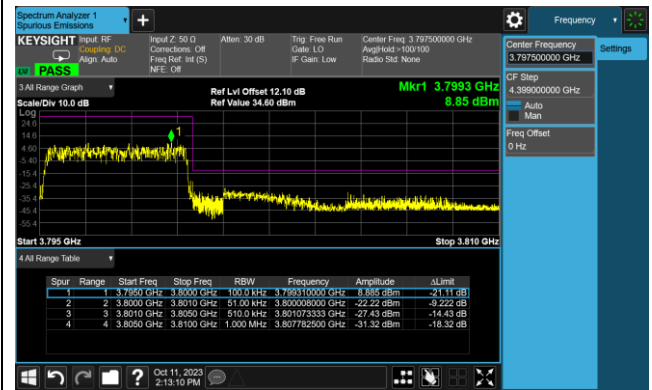 Spectrum Analyzer 1
Spurious Emissions
Frequency
KEYSIGHT
Input: RF
Coupling: DC
Align: Auto
Input Z: 50 Ω
Corrections: Off
Freq Ref: Int (S)
NFE: Off
Atten: 30 dB
Trig: Free Run
Gate: LO
IF Gain: Low
Center Freq: 3.797500000 GHz
Avg|Hold:>100/100
Radio Std: None
LW
PASS
Center Frequency
3.797500000 GHz
Settings
CF Step
4.399000000 GHz
Auto
Man
Freq Offset
0 Hz
3 All Range Graph
Scale/Div 10.0 dB
Ref Lvl Offset 12.10 dB
Ref Value 34.60 dBm
Mkr1 3.7993 GHz
8.85 dBm
Log
24.6
14.6
4.60
-5.40
-15.4
-25.4
-35.4
-45.4
-55.4
1
Start 3.795 GHz
Stop 3.810 GHz
4 All Range Table
Spur Range Start Freq Stop Freq RBW Frequency Amplitude ΔLimit
1 1 3.7950 GHz 3.8000 GHz 100.0 kHz 3.799310000 GHz 8.885 dBm -21.11 dB
2 2 3.8000 GHz 3.8010 GHz 51.00 kHz 3.800008000 GHz -22.22 dBm -9.222 dB
3 3 3.8010 GHz 3.8050 GHz 510.0 kHz 3.801073333 GHz -27.43 dBm -14.43 dB
4 4 3.8050 GHz 3.8100 GHz 1.000 MHz 3.807782500 GHz -31.32 dBm -18.32 dB
Oct 11, 2023
2:13:10 PM